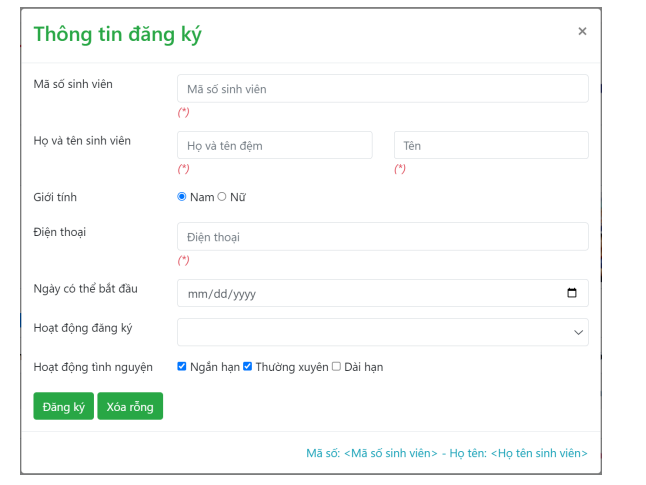 Thông tin đăng ký ×
Mã số sinh viên Mã số sinh viên
(*)
Họ và tên sinh viên Họ và tên đệm Tên
(*) (*)
Giới tính Nam Nữ
Điện thoại Điện thoại
(*)
Ngày có thể bắt đầu mm/dd/yyyy
Hoạt động đăng ký
Hoạt động tình nguyện Ngắn hạn Thường xuyên Dài hạn
Đăng ký Xóa rỗng
Mã số: <Mã số sinh viên> - Họ tên: <Họ tên sinh viên>